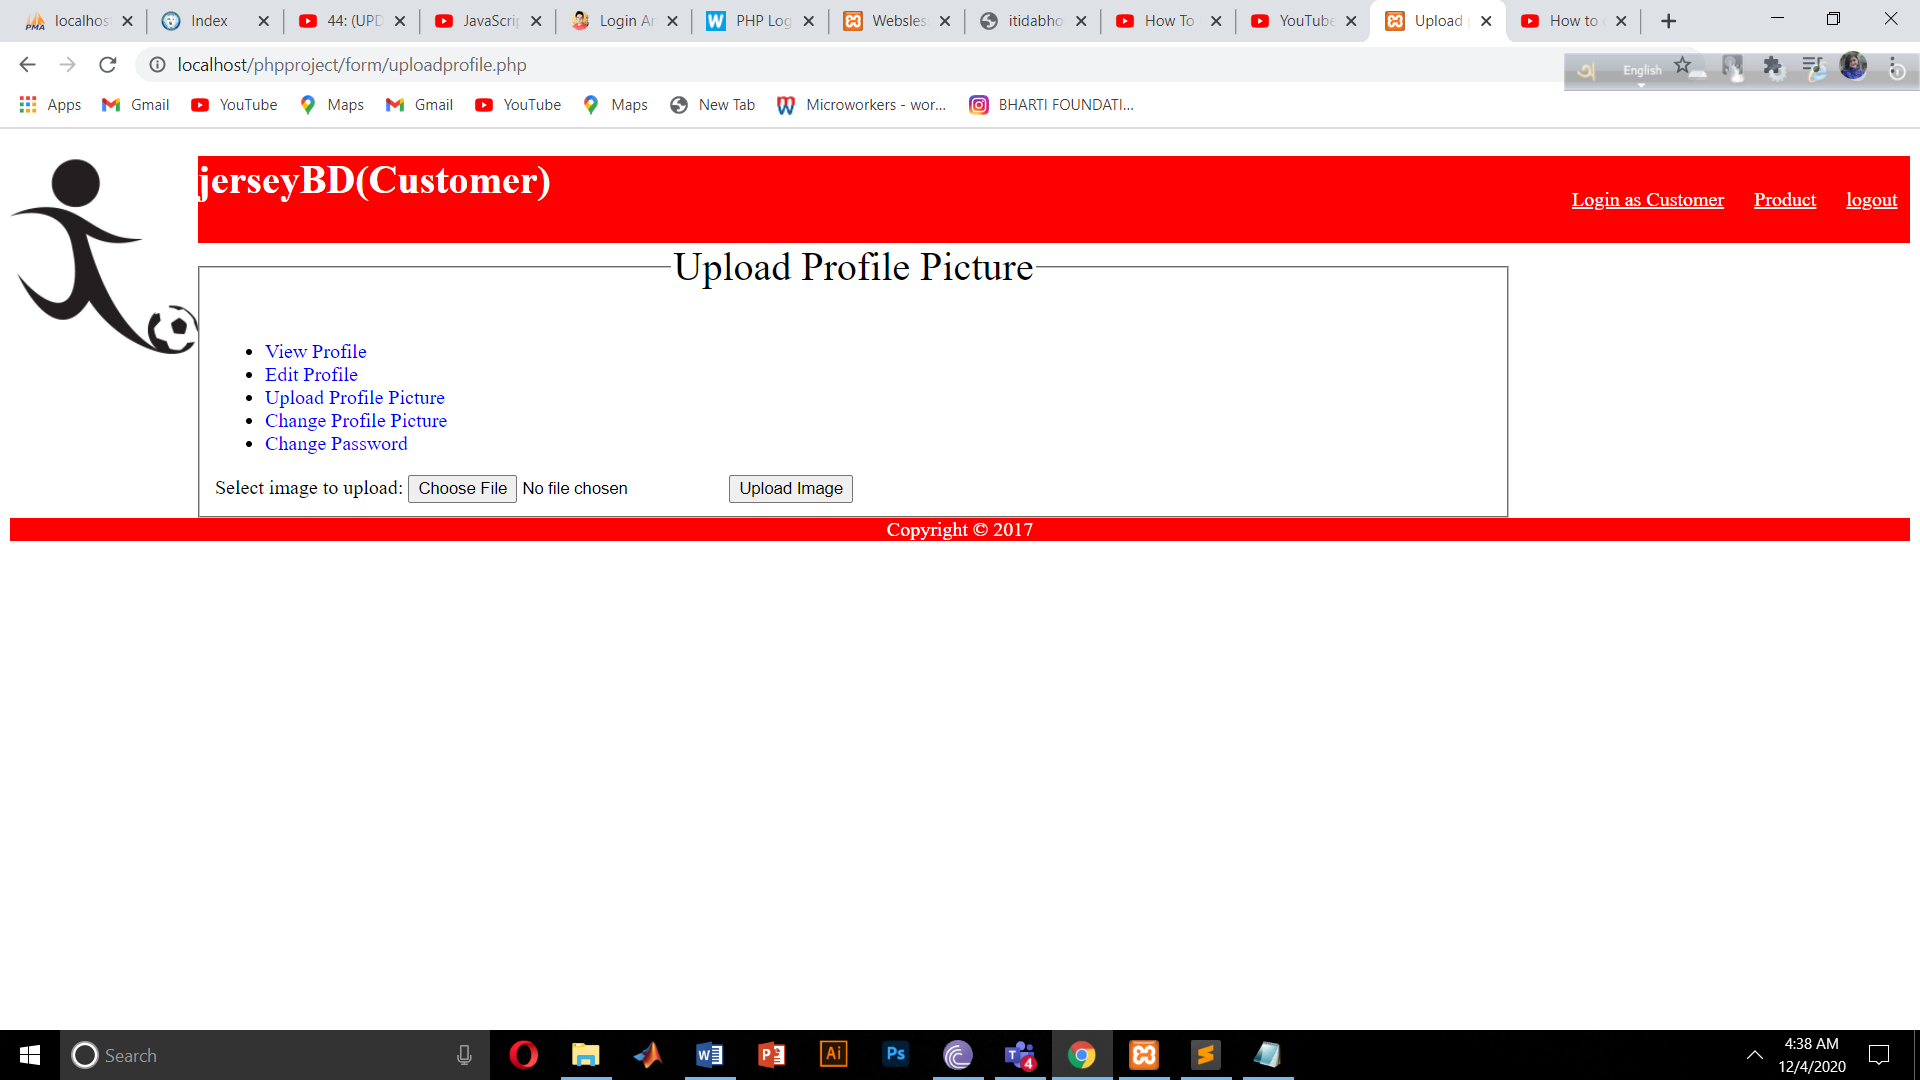 localhos
Index
44: (UPD
JavaScrip
Login An
PHP Log
Websles
itidabho
How To
YouTube
Upload
How to
localhost/phpproject/form/uploadprofile.php
English
Apps
Gmail
YouTube
Maps
Gmail
YouTube
Maps
New Tab
Microworkers - wor...
BHARTI FOUNDATI...
jerseyBD(Customer)
Login as Customer
Product
logout
Upload Profile Picture
View Profile
Edit Profile
Upload Profile Picture
Change Profile Picture
Change Password
Select image to upload: Choose File No file chosen Upload Image
Copyright © 2017
Search
4:38 AM
12/4/2020